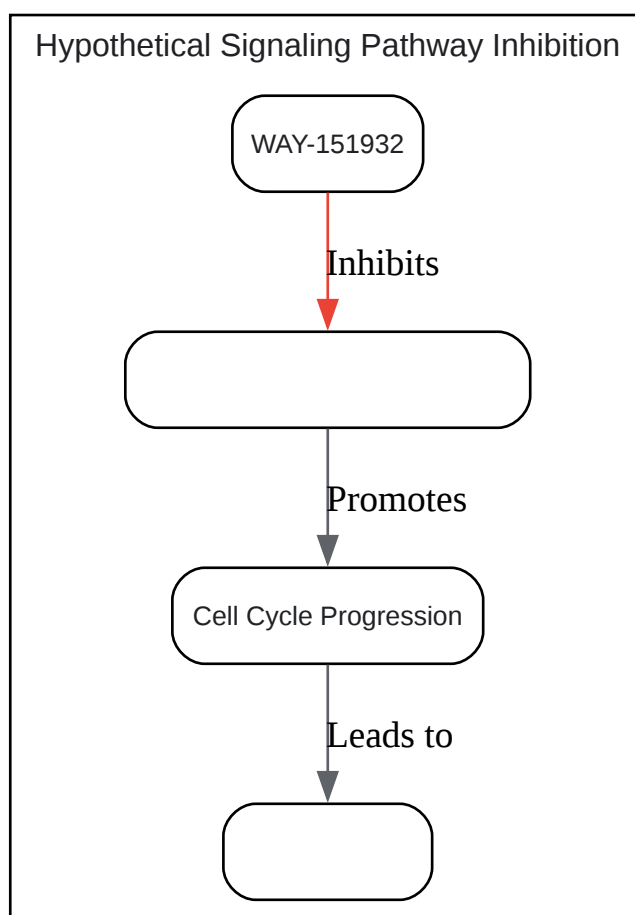 Hypothetical Signaling Pathway Inhibition
WAY-151932
Inhibits
Promotes
Cell Cycle Progression
Leads to